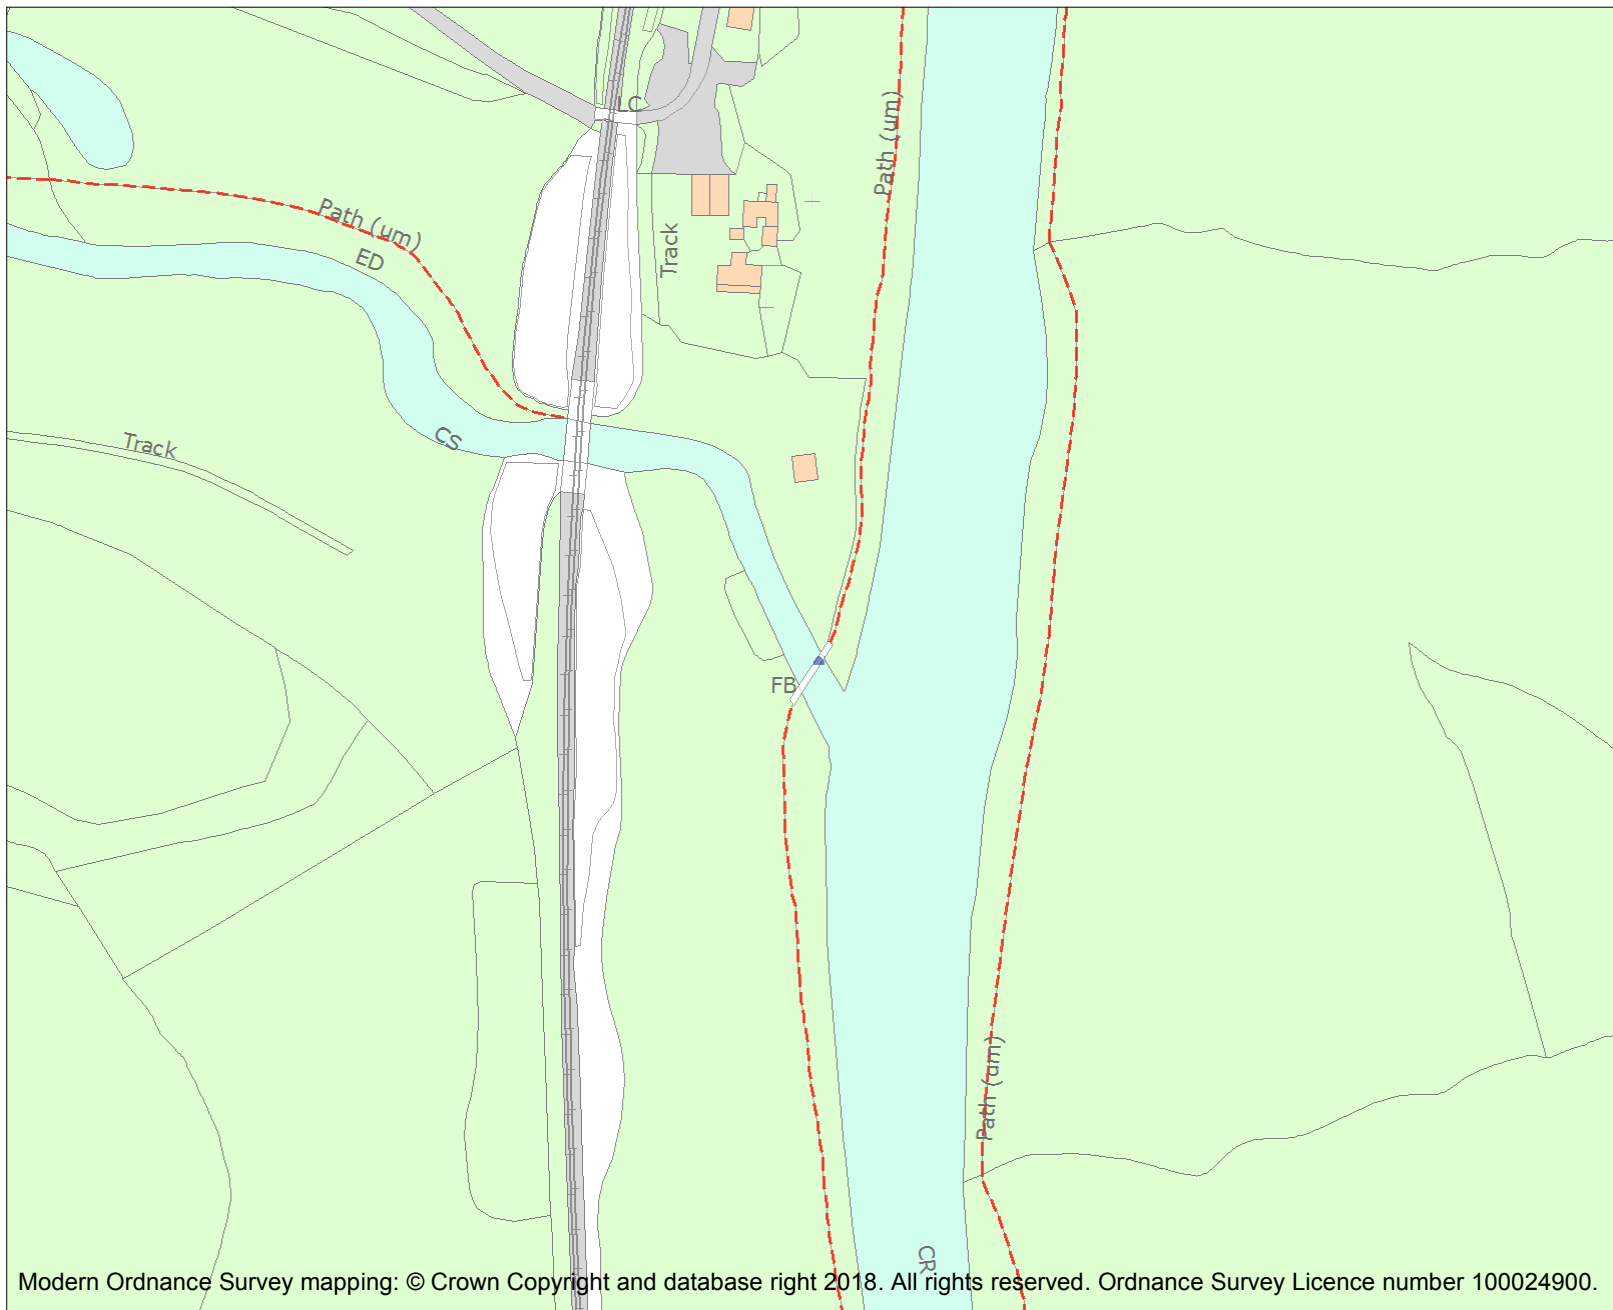 LC
Path (um)
Path (um)
Track
ED
CS
Track
FB
Path (um)
CR
Modern Ordnance Survey mapping: © Crown Copyright and database right 2018. All rights reserved. Ordnance Survey Licence number 100024900.